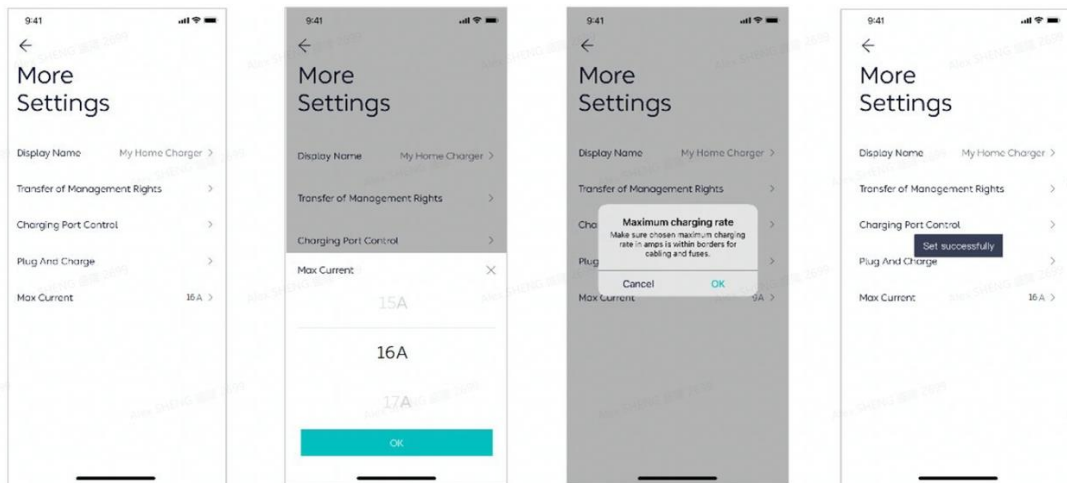 9:41
More
Settings
Display Name My Home Charger >
Transfer of Management Rights >
Charging Port Control >
Plug And Charge >
Max Current 16A >
9:41
More
Settings
Display Name My Home Charger >
Transfer of Management Rights >
Charging Port Control >
Max Current
15A
16A
17A
OK
9:41
More
Settings
Display Name My Home Charger >
Transfer of Management Rights >
Cha
Maximum charging rate
Make sure chosen maximum charging
rate in amps is within borders for
cabling and fuses.
Plug
Cancel OK
Max Current
9:41
More
Settings
Display Name My Home Charger >
Transfer of Management Rights >
Charging Port Control >
Set successfully
Plug And Charge >
Max Current 16A >